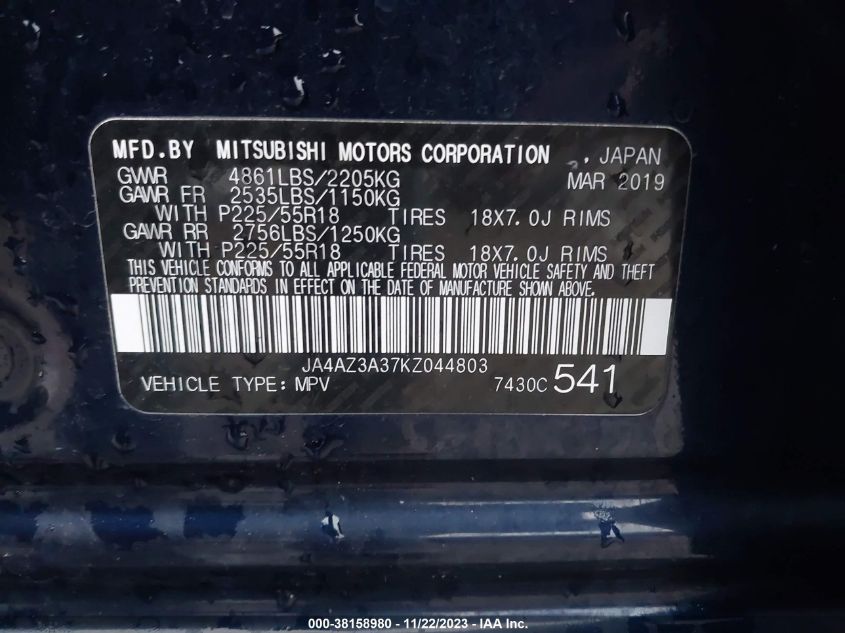 MFD.BY MITSUBISHI MOTORS CORPORATION , JAPAN
GVWR 4861LBS/2205KG MAR 2019
GAWR FR 2535LBS/1150KG
WITH P225/55R18 TIRES 18X7.0J RIMS
GAWR RR 2756LBS/1250KG
WITH P225/55R18 TIRES 18X7.0J RIMS
THIS VEHICLE CONFORMS TO ALL APPLICABLE FEDERAL MOTOR VEHICLE SAFETY AND THEFT
PREVENTION STANDARDS IN EFFECT ON THE DATE OF MANUFACTURE SHOWN ABOVE.
JA4AZ3A37KZ044803
VEHICLE TYPE: MPV 7430C 541
000-38158980 - 11/22/2023 - IAA Inc.